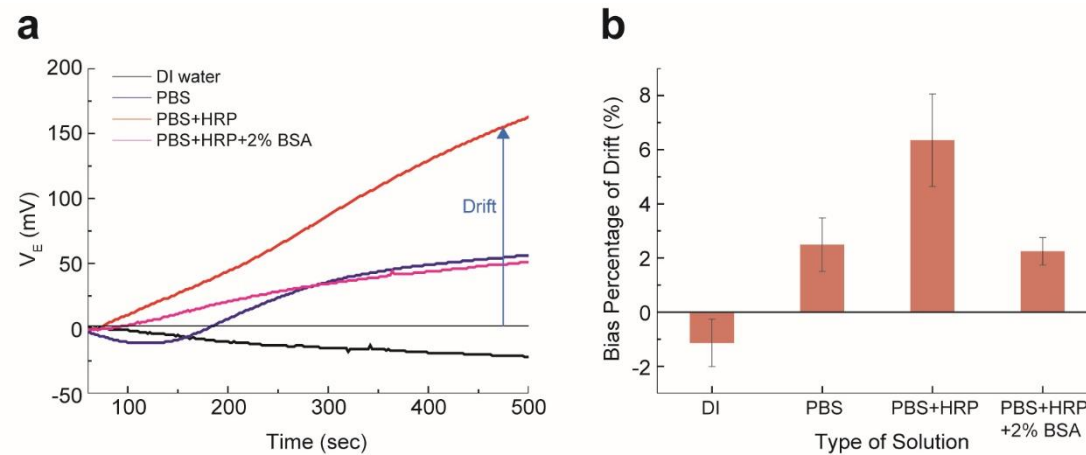 a
200
150
100
50
0
-50
V_E (mV)
DI water
PBS
PBS+HRP
PBS+HRP+2% BSA
Drift
100
200
300
400
500
Time (sec)
b
8
6
4
2
0
-2
Bias Percentage of Drift (%)
DI
PBS
PBS+HRP
PBS+HRP
+2% BSA
Type of Solution